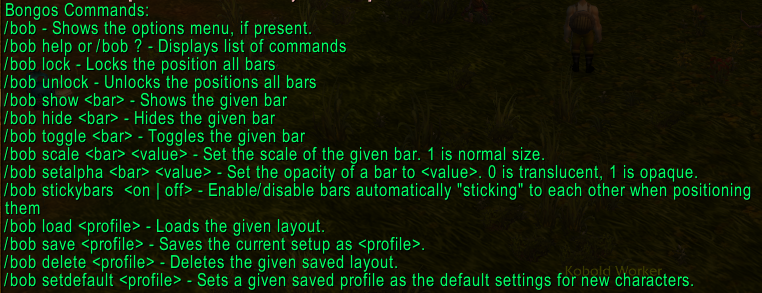 Bongos Commands:
/bob - Shows the options menu, if present.
/bob help or /bob ? - Displays list of commands
/bob lock - Locks the position all bars
/bob unlock - Unlocks the positions all bars
/bob show <bar> - Shows the given bar
/bob hide <bar> - Hides the given bar
/bob toggle <bar> - Toggles the given bar
/bob scale <bar> <value> - Set the scale of the given bar. 1 is normal size.
/bob setalpha <bar> <value> - Set the opacity of a bar to <value>. 0 is translucent, 1 is opaque.
/bob stickybars  <on | off> - Enable/disable bars automatically "sticking" to each other when positioning
them
/bob load <profile> - Loads the given layout.
/bob save <profile> - Saves the current setup as <profile>.
/bob delete <profile> - Deletes the given saved layout.
Kobold Worker
/bob setdefault <profile> - Sets a given saved profile as the default settings for new characters.